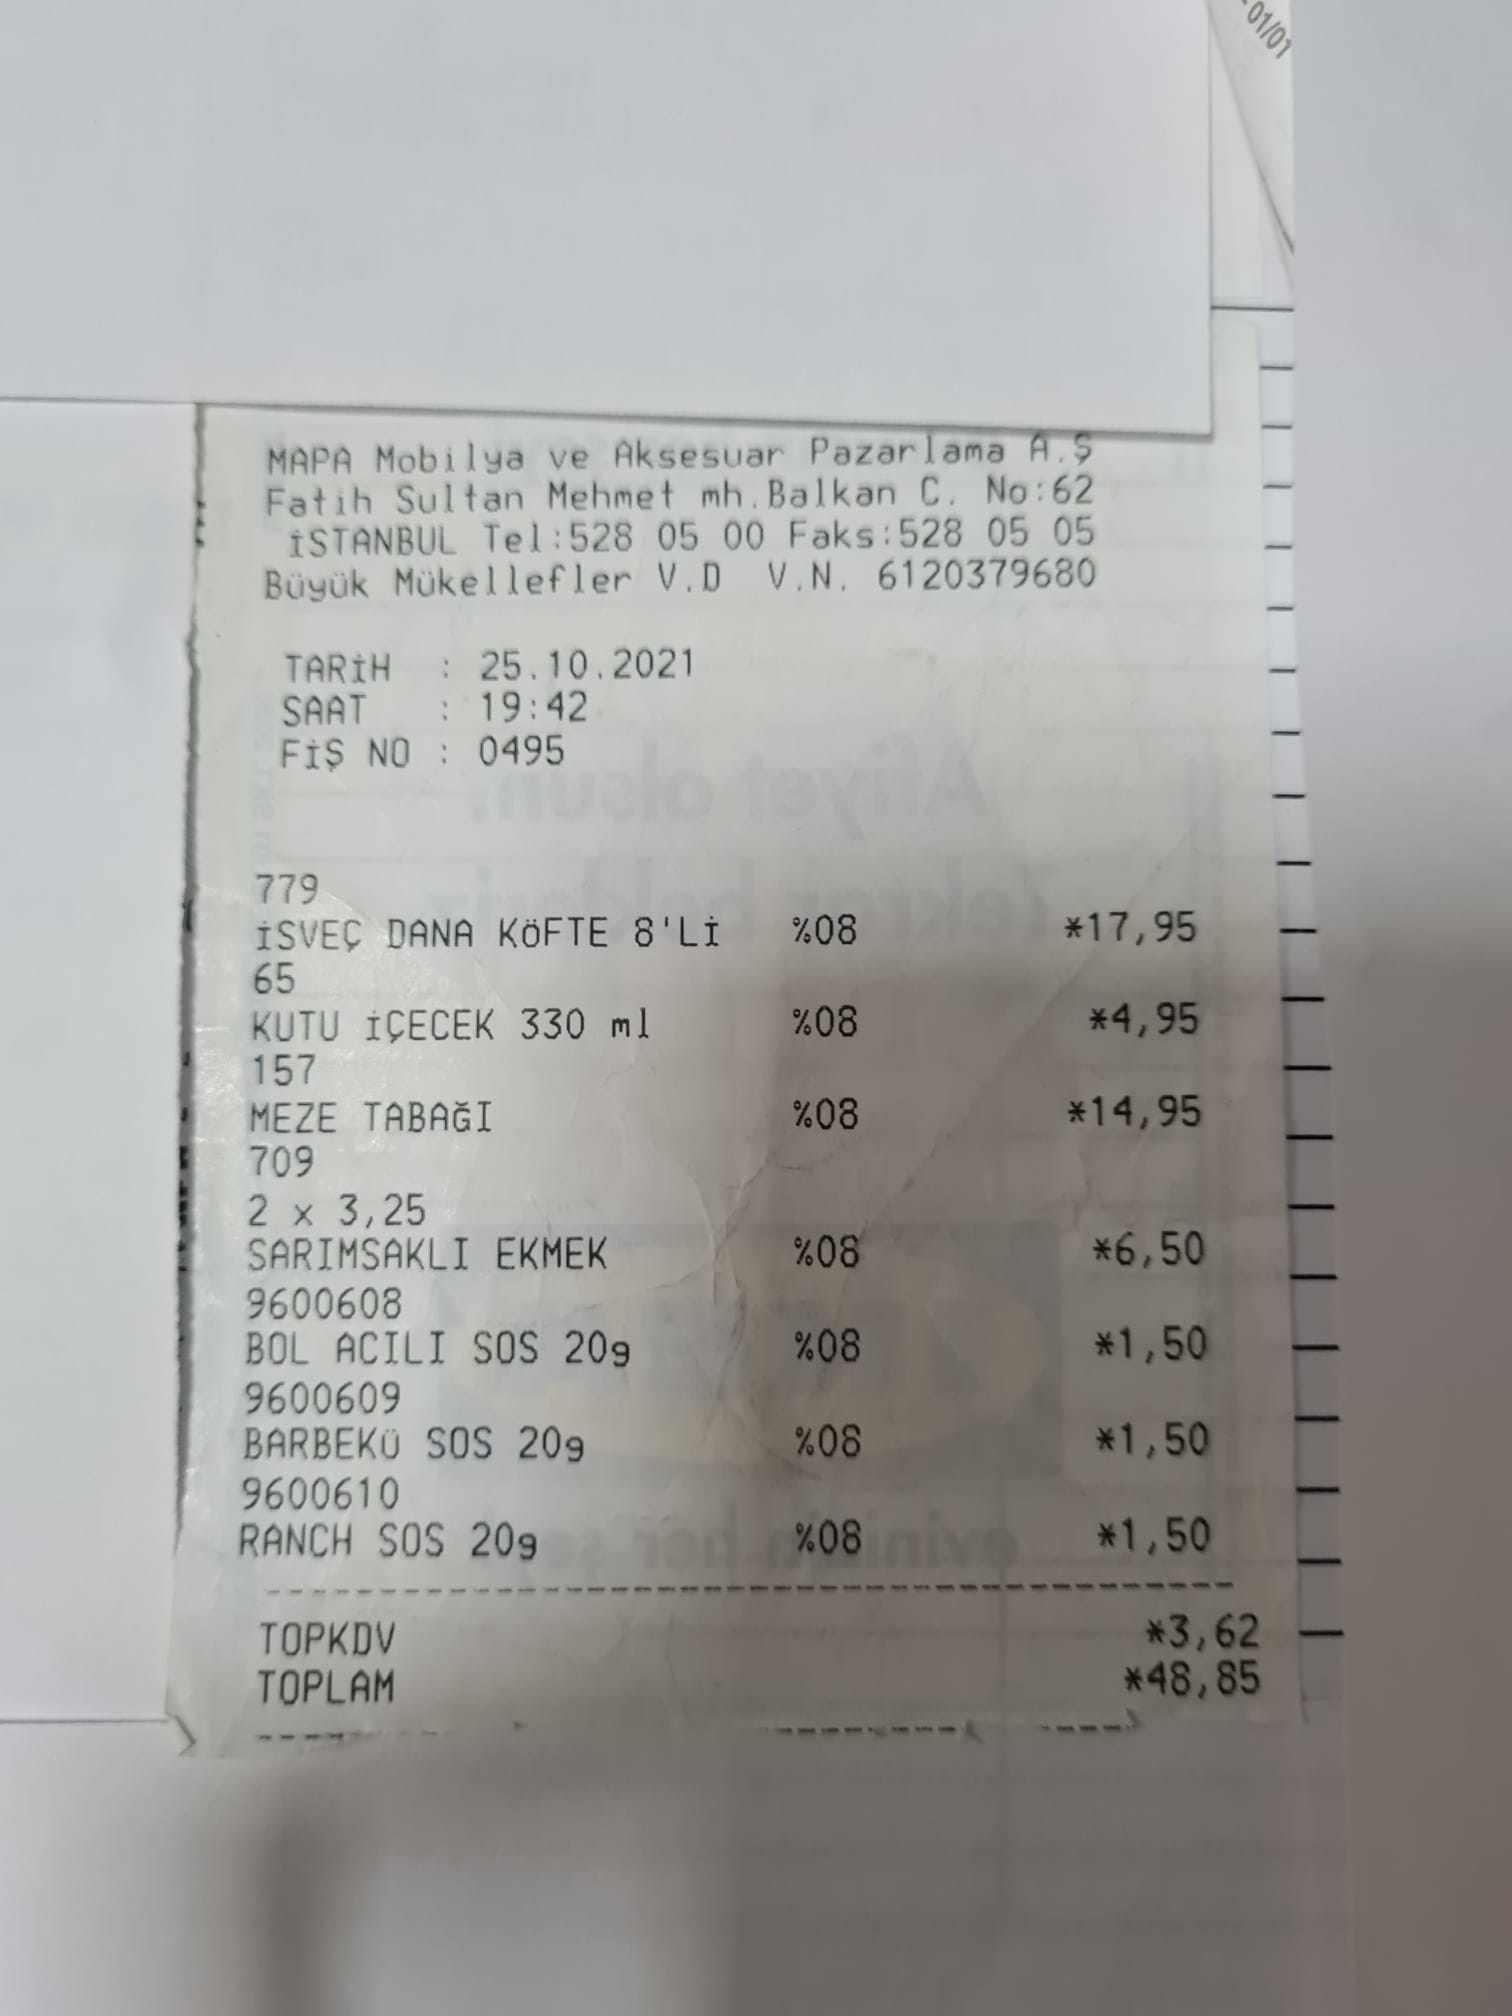 01/01
MAPA Mobilya ve Aksesuar Pazarlama A.Ş
Fatih Sultan Mehmet mh.Balkan C. No:62
İSTANBUL Tel:528 05 00 Faks:528 05 05
Büyük Mükellefler V.D V.N. 6120379680
TARİH : 25.10.2021
SAAT : 19:42
FİŞ NO : 0495
Afiyet olsun.
779
İSVEÇ DANA KÖFTE 8'Lİ %08 *17,95
65
KUTU İÇECEK 330 ml %08 *4,95
157
MEZE TABAĞI %08 *14,95
709
2 x 3,25
SARIMSAKLI EKMEK %08 *6,50
9600608
BOL ACILI SOS 20g %08 *1,50
9600609
BARBEKÜ SOS 20g %08 *1,50
9600610
RANCH SOS 20g %08 *1,50
TOPKDV *3,62
TOPLAM *48,85